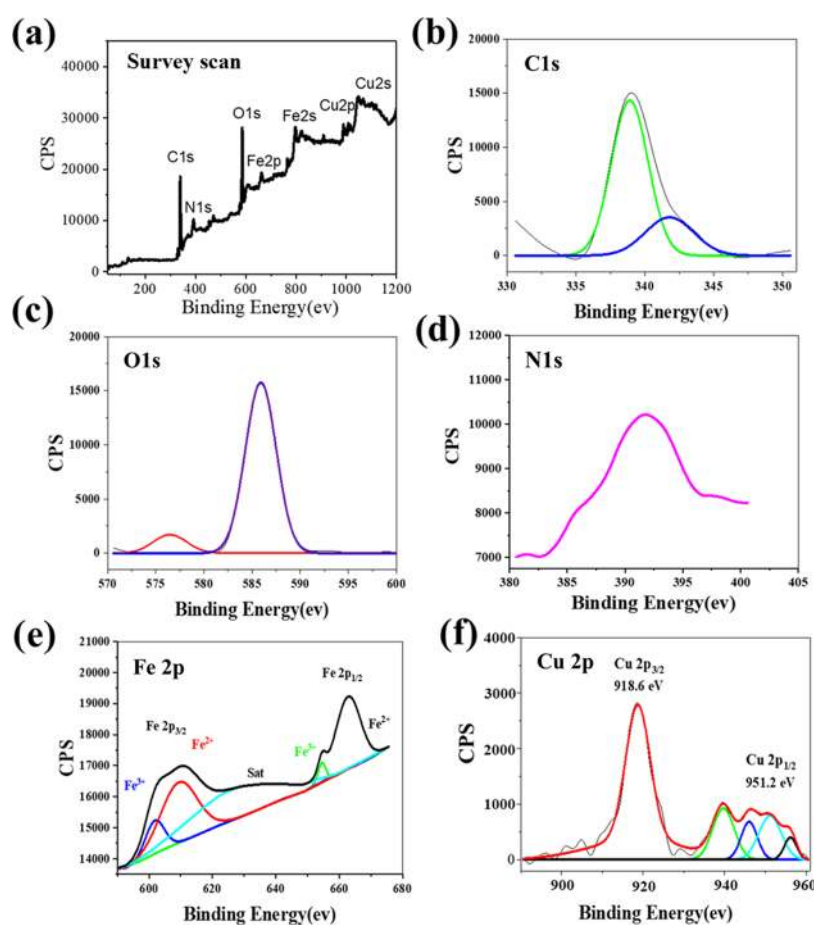 (a)
Survey scan
CPS
40000
30000
20000
10000
0
C1s
N1s
O1s
Fe2p
Fe2s
Cu2p
Cu2s
200 400 600 800 1000 1200
Binding Energy(ev)
(b)
C1s
CPS
20000
15000
10000
5000
0
330 335 340 345 350
Binding Energy(ev)
(c)
O1s
CPS
20000
15000
10000
5000
0
570 575 580 585 590 595 600
Binding Energy(ev)
(d)
N1s
CPS
12000
11000
10000
9000
8000
7000
380 385 390 395 400 405
Binding Energy(ev)
(e)
Fe 2p
CPS
21000
20000
19000
18000
17000
16000
15000
14000
Fe 2p3/2
Fe3+
Fe2+
Sat
Fe 2p1/2
Fe3+
Fe2+
600 620 640 660 680
Binding Energy(ev)
(f)
Cu 2p
CPS
4000
3000
2000
1000
0
Cu 2p3/2
918.6 eV
Cu 2p1/2
951.2 eV
900 920 940 960
Binding Energy(ev)